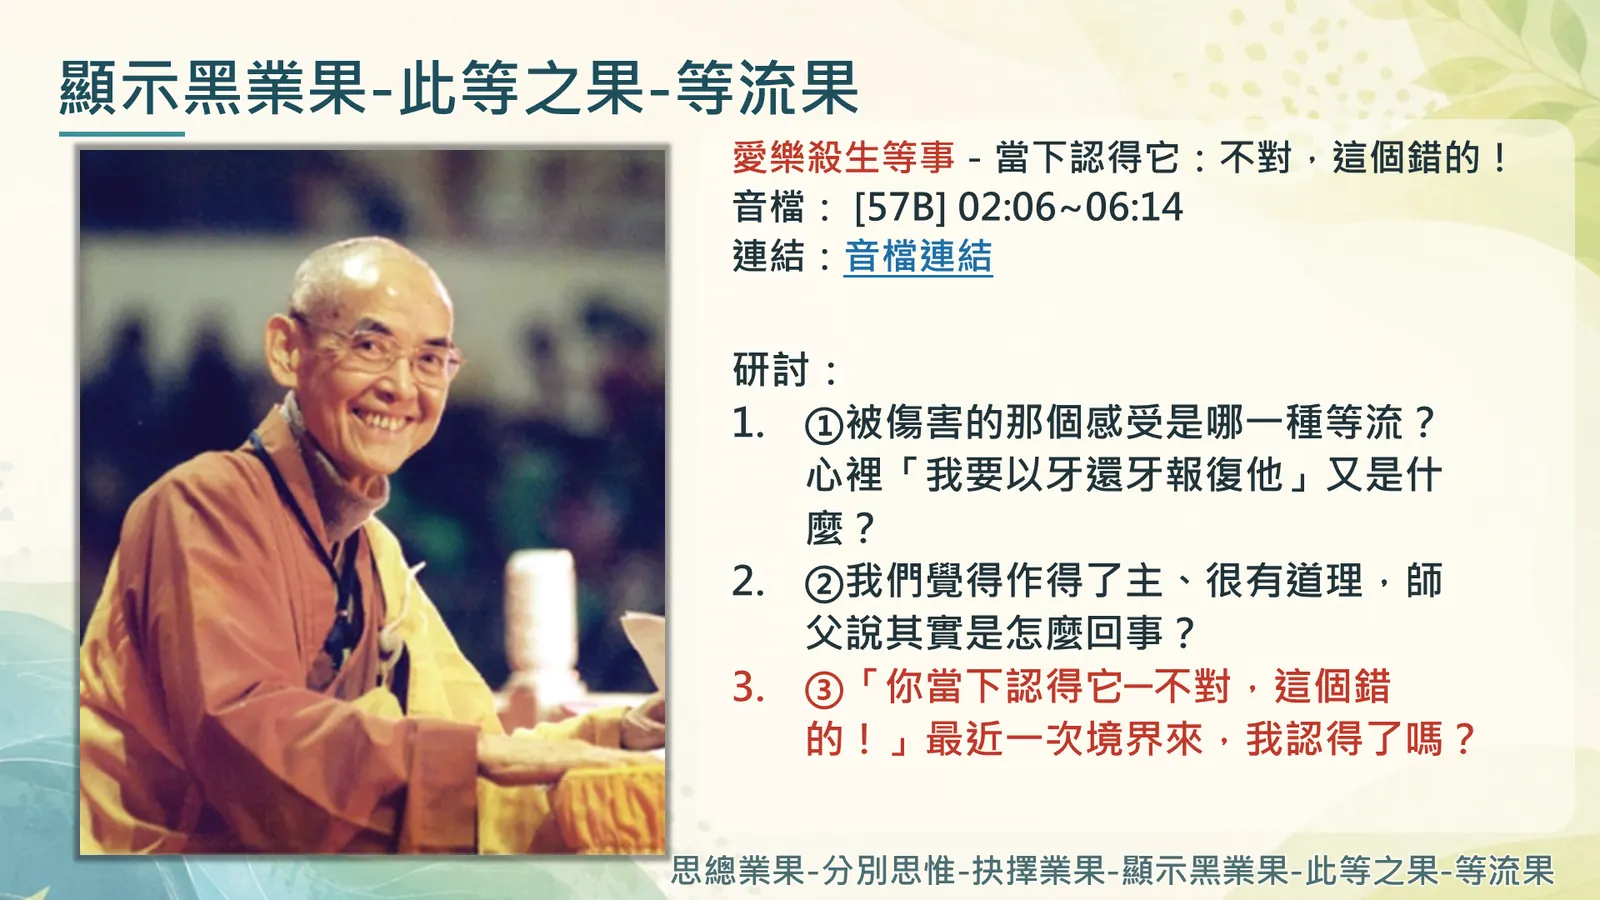 顯示黑業果-此等之果-等流果
愛樂殺生等事 - 當下認得它：不對，這個錯的！
音檔： [57B] 02:06~06:14
連結：音檔連結
研討：
1. ①被傷害的那個感受是哪一種等流？
心裡「我要以牙還牙報復他」又是什
麼？
2. ②我們覺得作得了主、很有道理，師
父說其實是怎麼回事？
3. ③「你當下認得它─不對，這個錯
的！」最近一次境界來，我認得了嗎？
思總業果-分別思惟-抉擇業果-顯示黑業果-此等之果-等流果